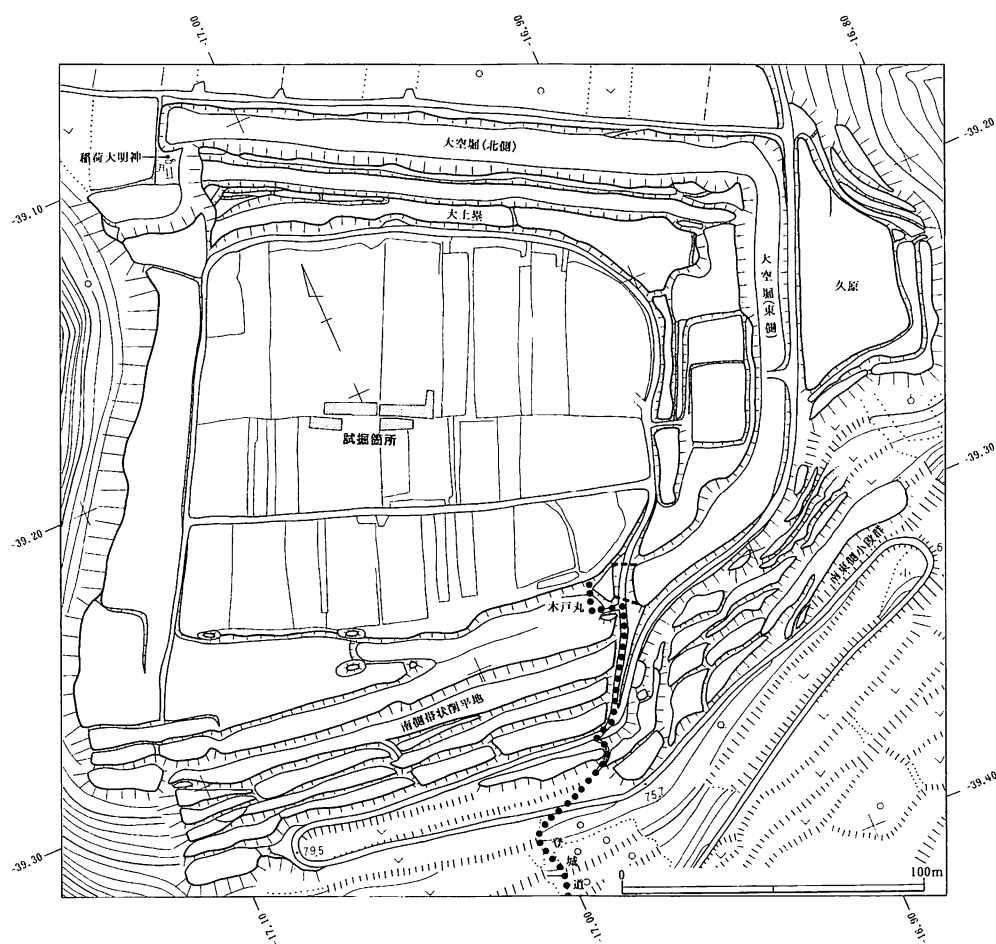 -17.00
-16.90
-16.80
-39.20
大空堀(北側)
稲荷大明神
-39.10
大土塁
大空堀(東側)
久原
試掘箇所
-39.30
-39.20
南東側小段群
小
木戸丸
南側帯状削平地
75.7
-39.40
79.5
登城道
-39.30
0
100m
-17.10
-17.00
-16.90